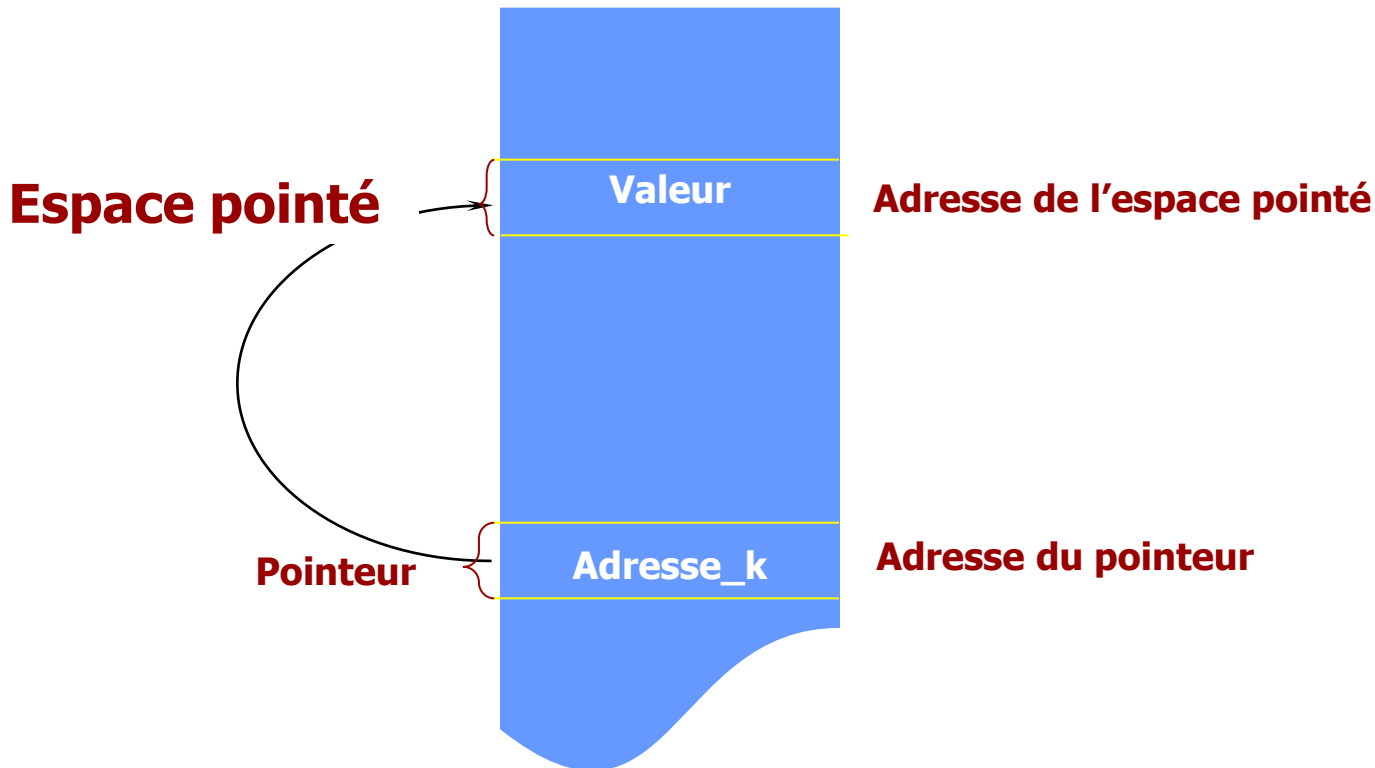 Espace pointé
Valeur
Adresse de l’espace pointé
Pointeur
Adresse_k
Adresse du pointeur